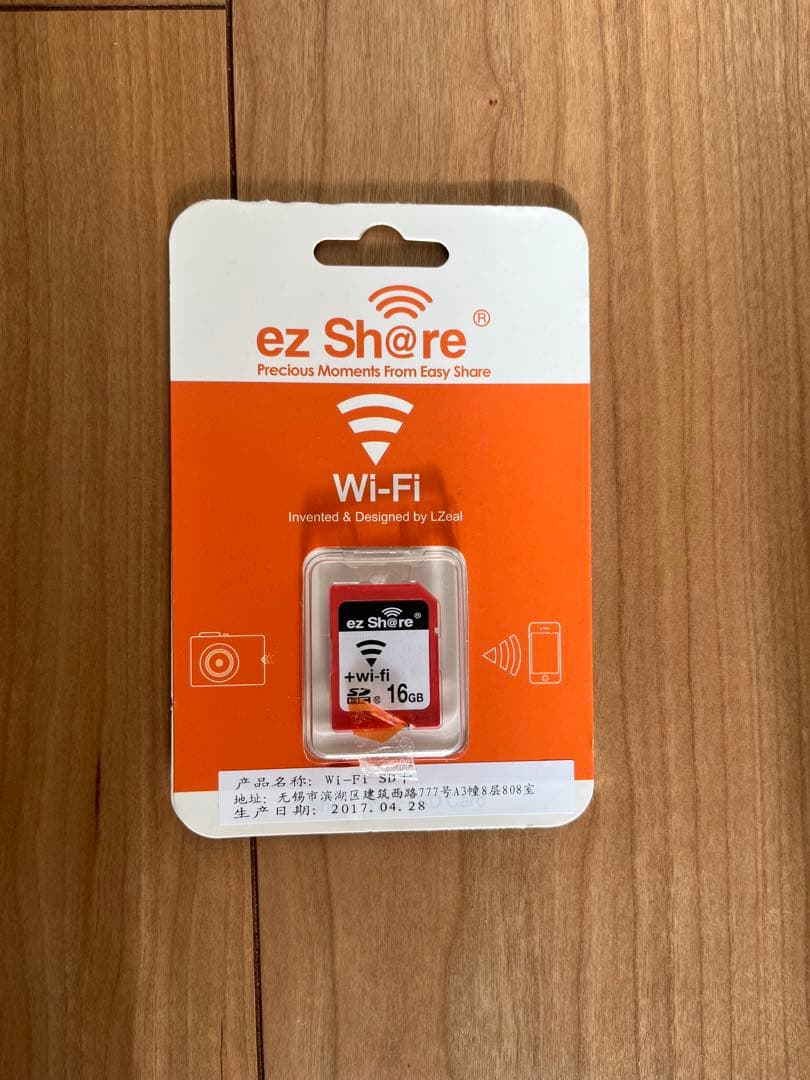 ez Sh@re ®
Precious Moments From Easy Share
Wi-Fi
Invented & Designed by LZeal
ez Sh@re ®
+wi-fi
SD HC 16GB
产品名称: Wi-Fi SD卡
地址: 无锡市滨湖区建筑西路777号A3幢8层808室
生产日期: 2017.04.28